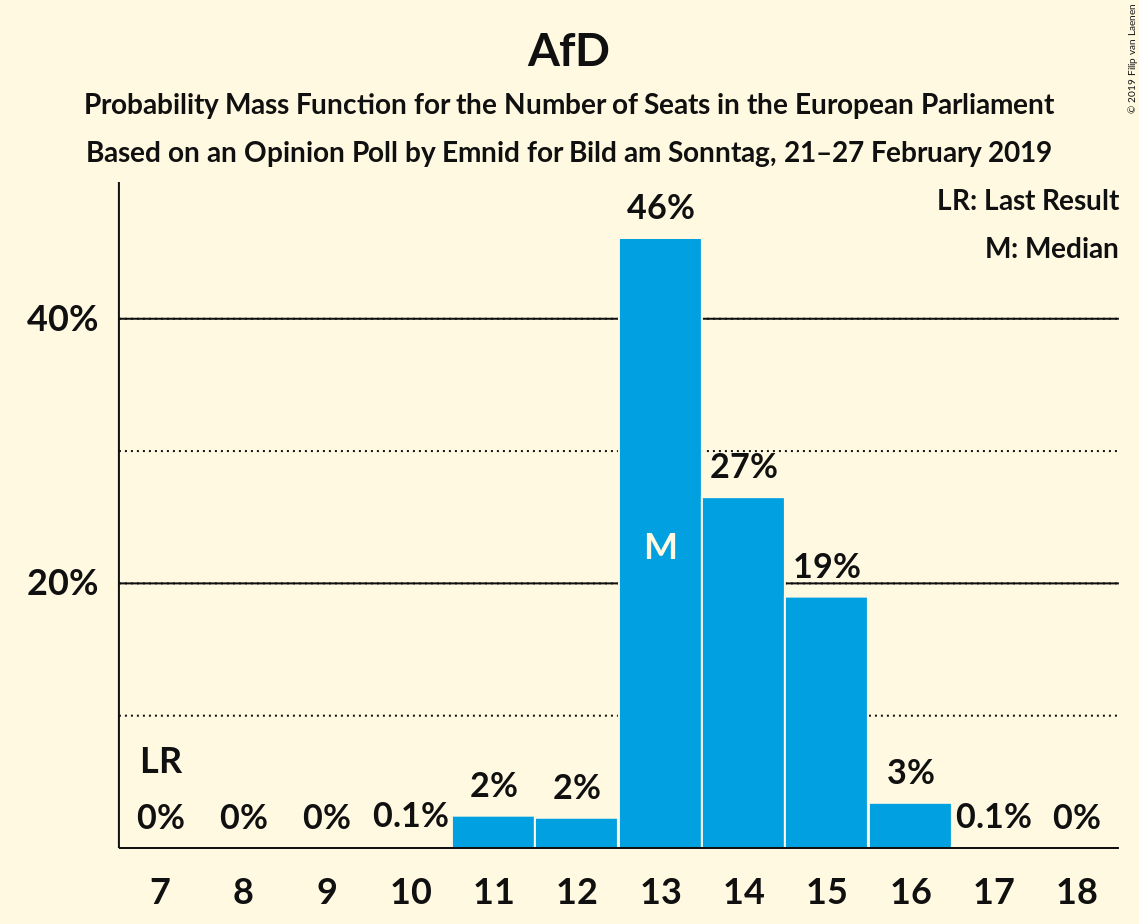 AfD
Probability Mass Function for the Number of Seats in the European Parliament
Based on an Opinion Poll by Emnid for Bild am Sonntag, 21–27 February 2019
© 2019 Filip van Laenen
LR: Last Result
M: Median
46%
40%
27%
M
19%
20%
LR
0% 0% 0% 0.1% 2% 2% 3% 0.1% 0%
7 8 9 10 11 12 13 14 15 16 17 18